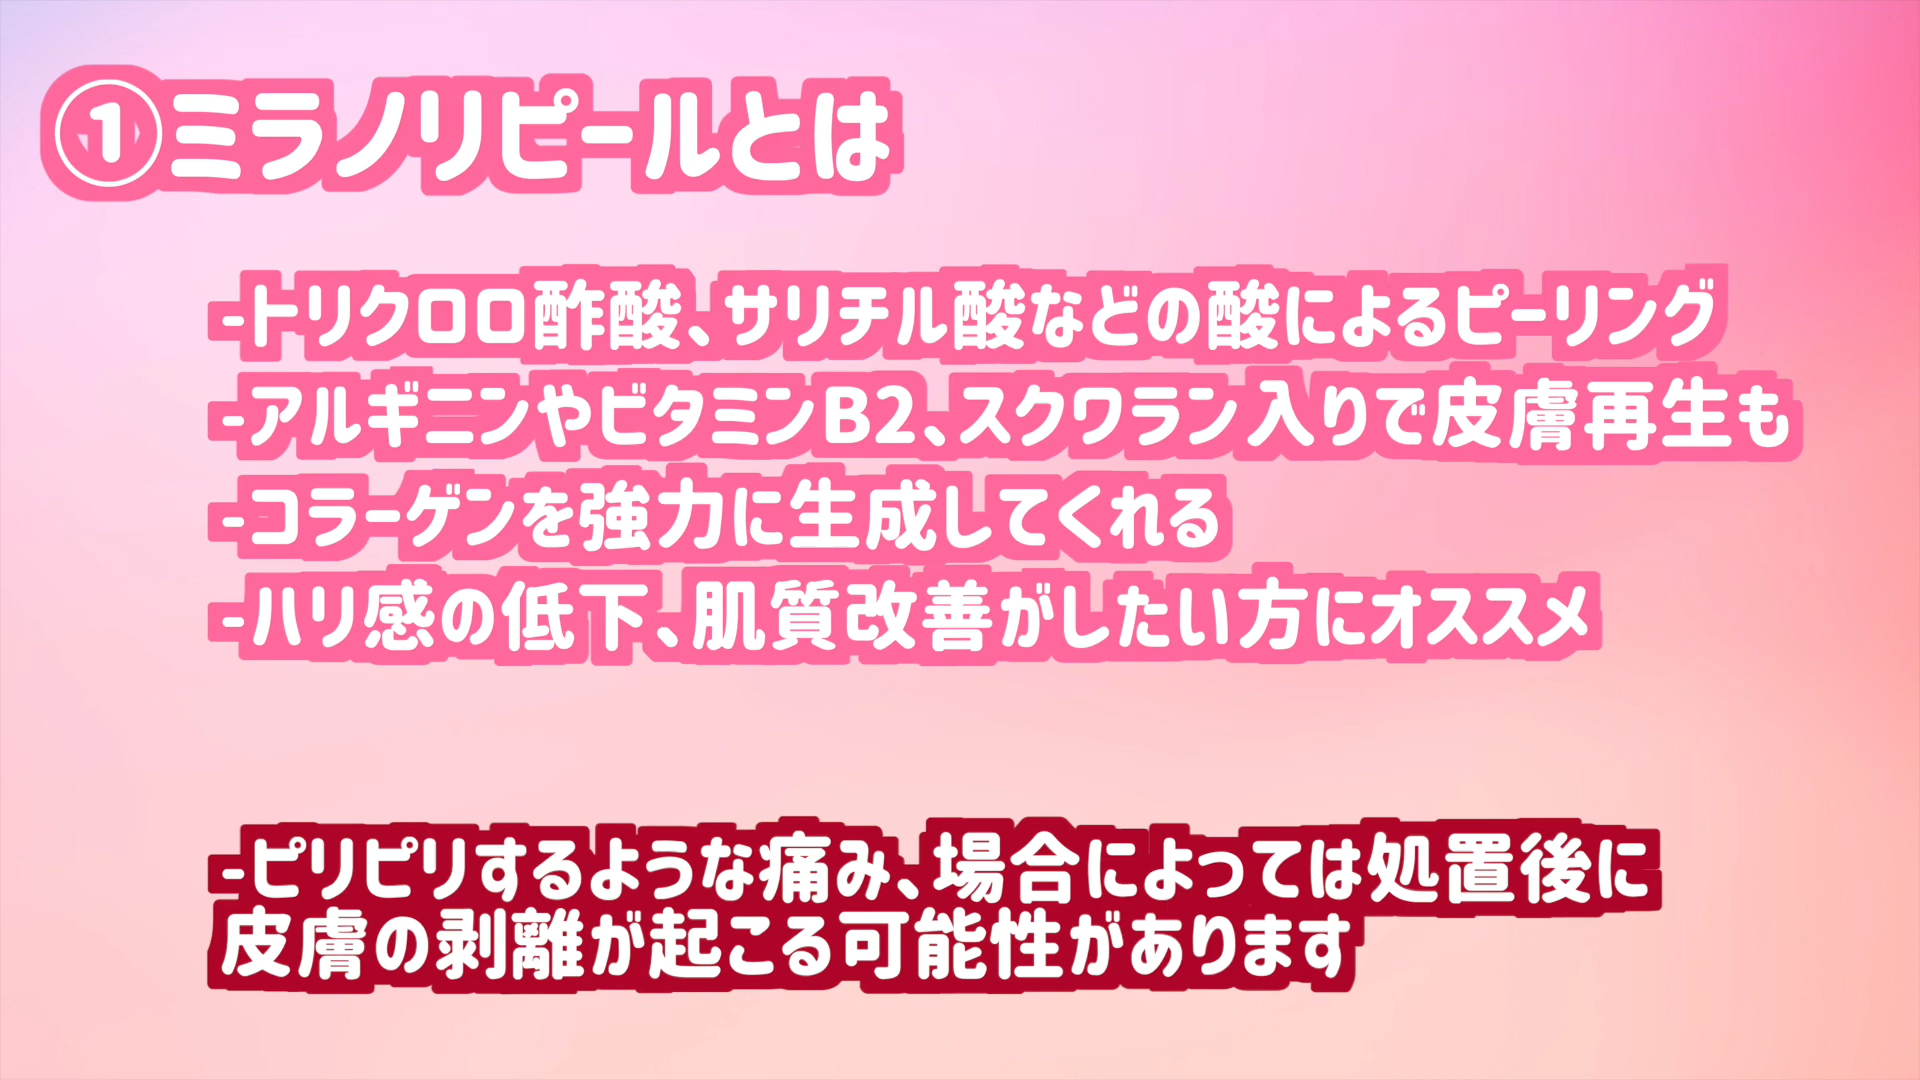 ①ミラノリピールとは
-トリクロロ酢酸、サリチル酸などの酸によるピーリング
-アルギニンやビタミンB2、スクワラン入りで皮膚再生も
-コラーゲンを強力に生成してくれる
-ハリ感の低下、肌質改善がしたい方にオススメ
-ピリピリするような痛み、場合によっては処置後に
皮膚の剥離が起こる可能性があります